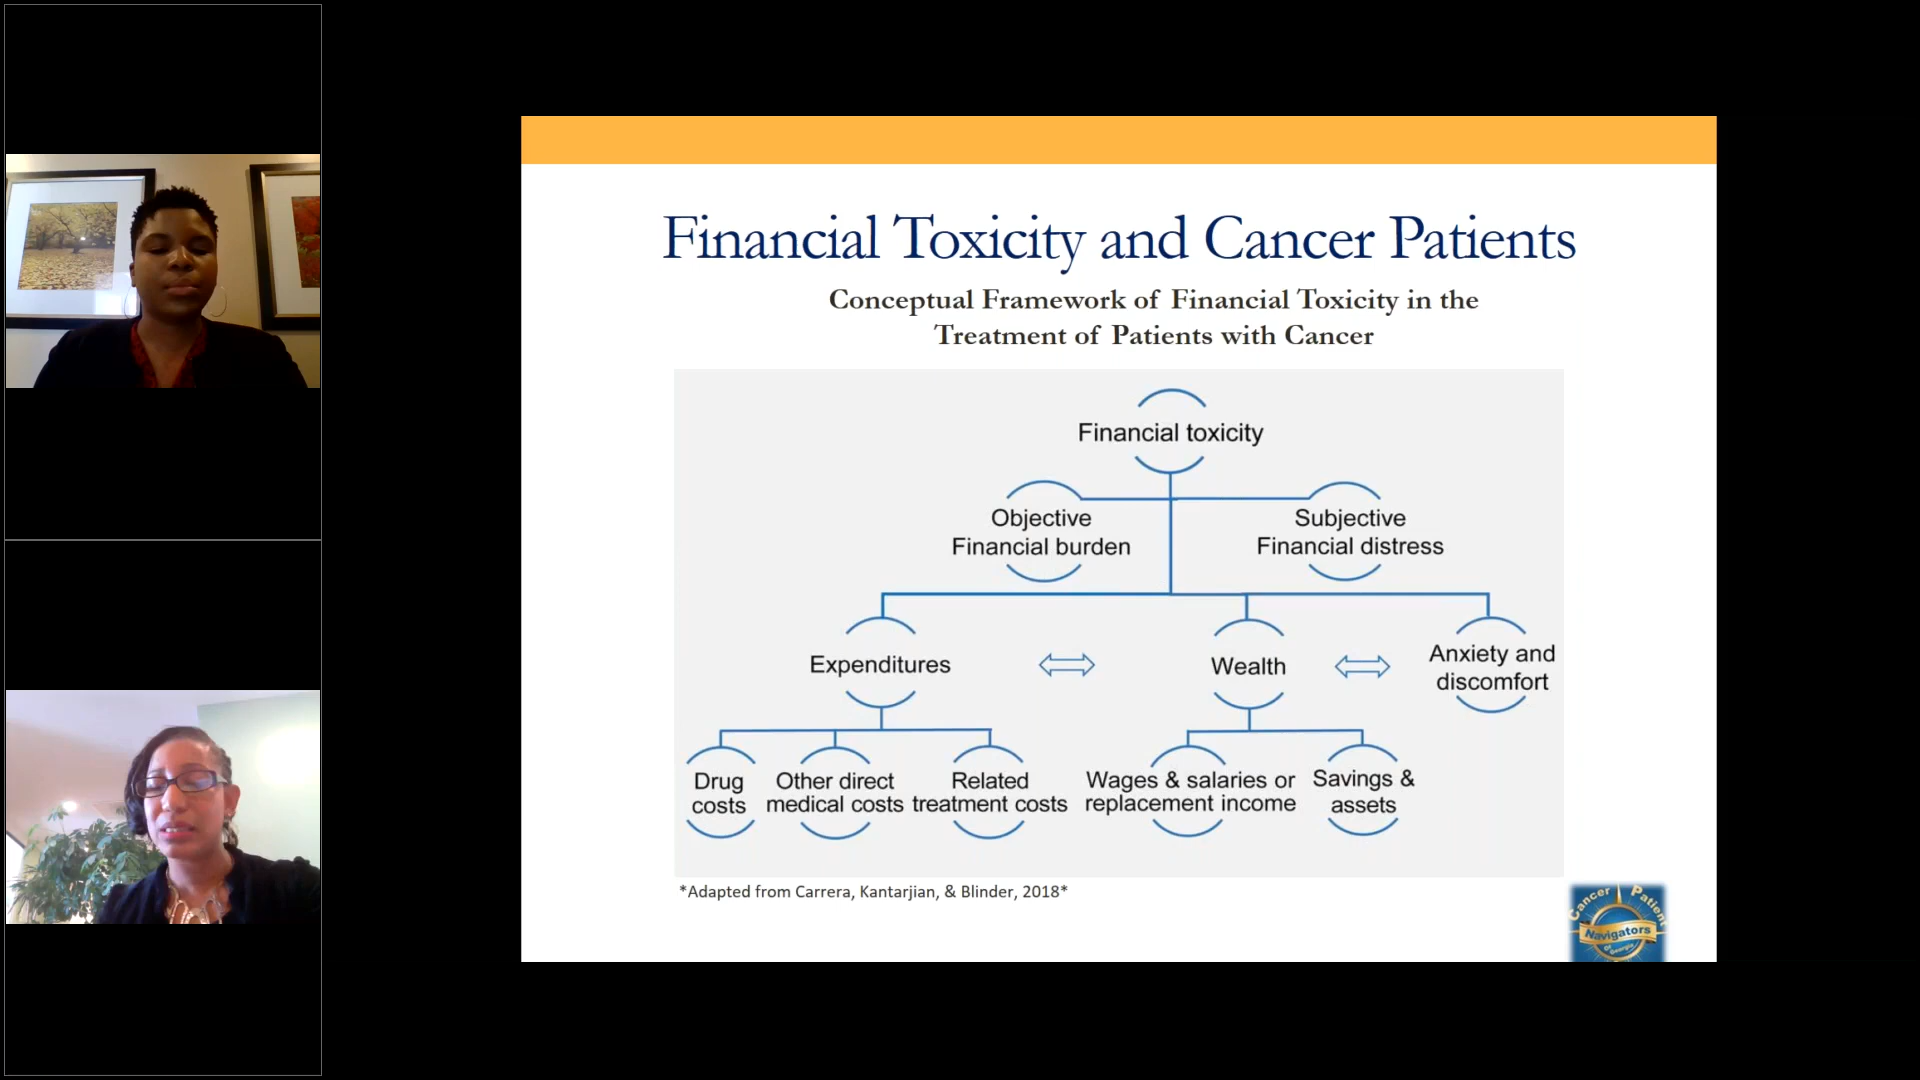 Financial Toxicity and Cancer Patients
Conceptual Framework of Financial Toxicity in the
Treatment of Patients with Cancer
Financial toxicity
Objective
Financial burden
Subjective
Financial distress
Expenditures
Wealth
Anxiety and
discomfort
Drug
costs
Other direct
medical costs
Related
treatment costs
Wages & salaries or
replacement income
Savings &
assets
*Adapted from Carrera, Kantarjian, & Blinder, 2018*
Cancer Patient
Navigators
Of Georgia